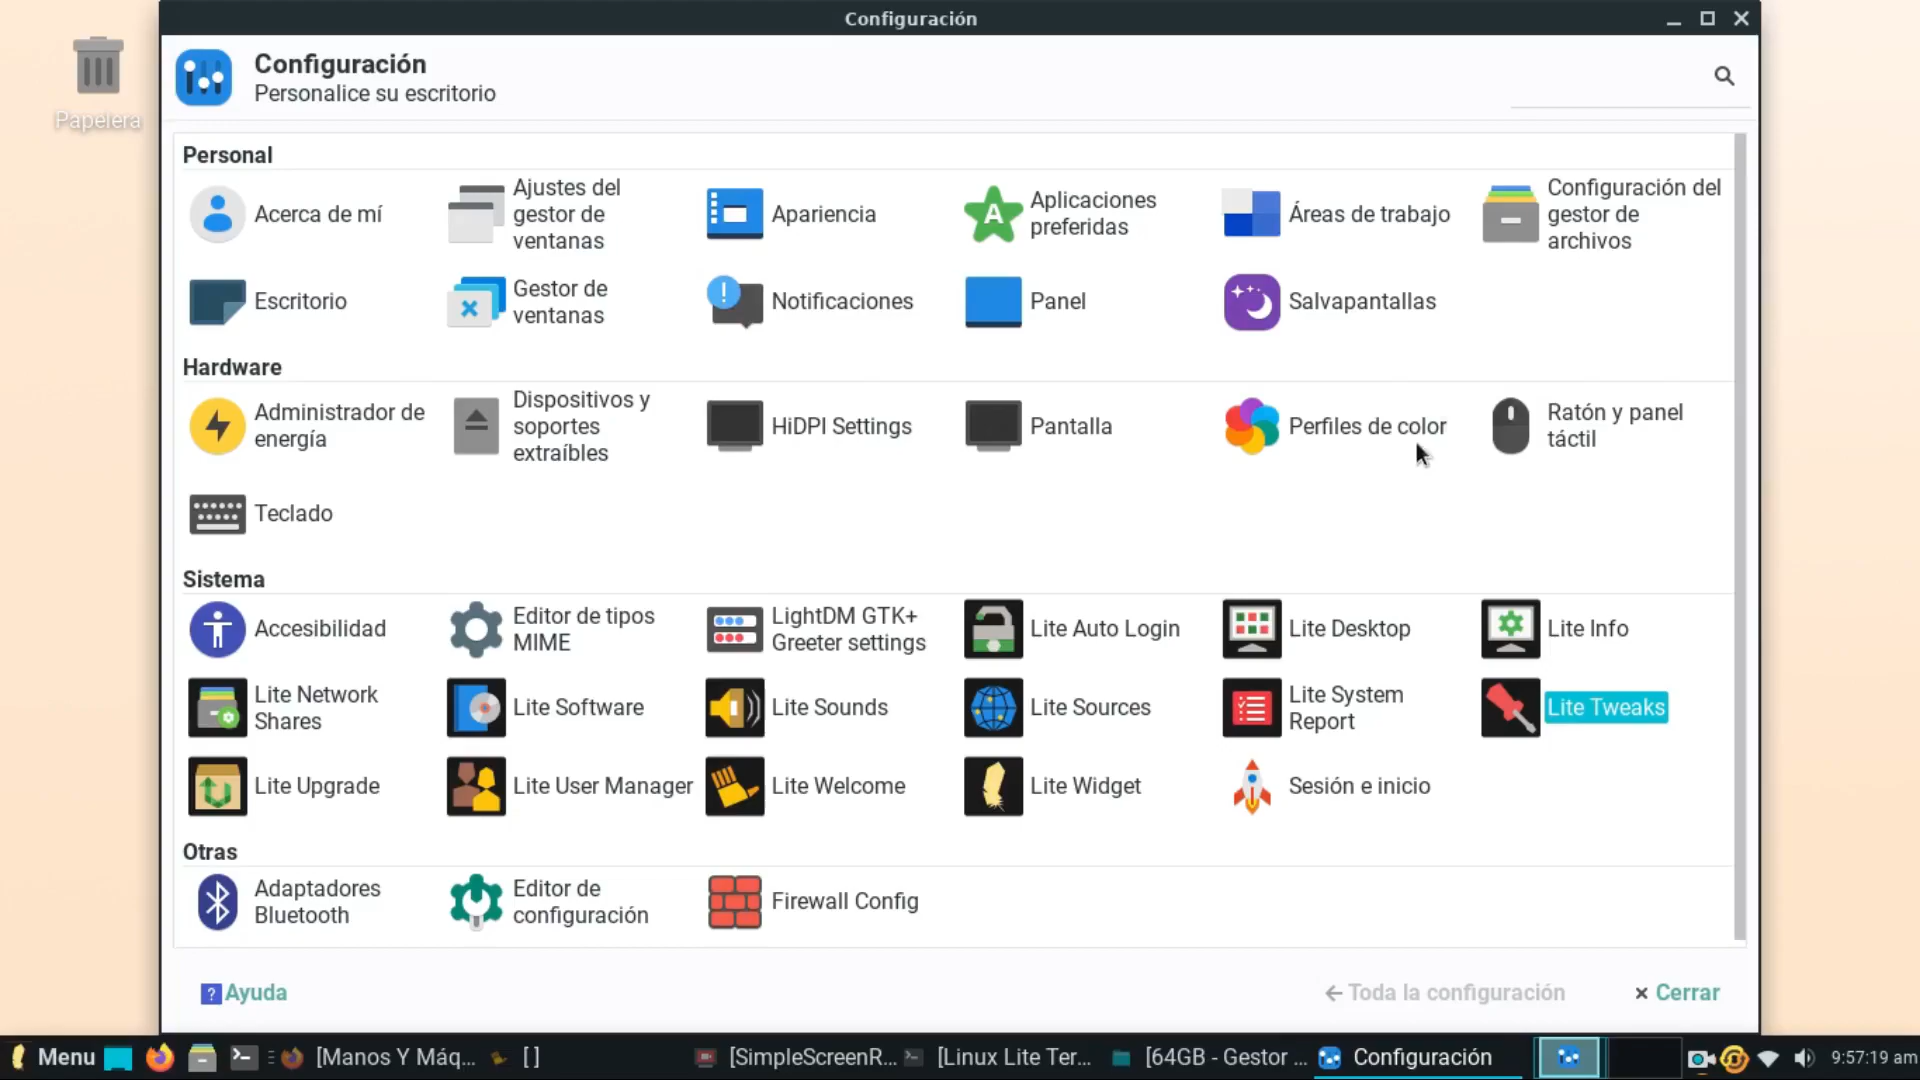 Configuración
Papelera
Configuración
Personalice su escritorio
Personal
Acerca de mí
Ajustes del
gestor de
ventanas
Apariencia
Aplicaciones
preferidas
Áreas de trabajo
Configuración del
gestor de
archivos
Escritorio
Gestor de
ventanas
Notificaciones
Panel
Salvapantallas
Hardware
Administrador de
energía
Dispositivos y
soportes
extraíbles
HiDPI Settings
Pantalla
Perfiles de color
Ratón y panel
táctil
Teclado
Sistema
Accesibilidad
Editor de tipos
MIME
LightDM GTK+
Greeter settings
Lite Auto Login
Lite Desktop
Lite Info
Lite Network
Shares
Lite Software
Lite Sounds
Lite Sources
Lite System
Report
Lite Tweaks
Lite Upgrade
Lite User Manager
Lite Welcome
Lite Widget
Sesión e inicio
Otras
Adaptadores
Bluetooth
Editor de
configuración
Firewall Config
? Ayuda
Toda la configuración
Cerrar
Menu
[Manos Y Máq...
[ ]
[SimpleScreenR...
[Linux Lite Ter...
[64GB - Gestor ...
Configuración
9:57:19 am